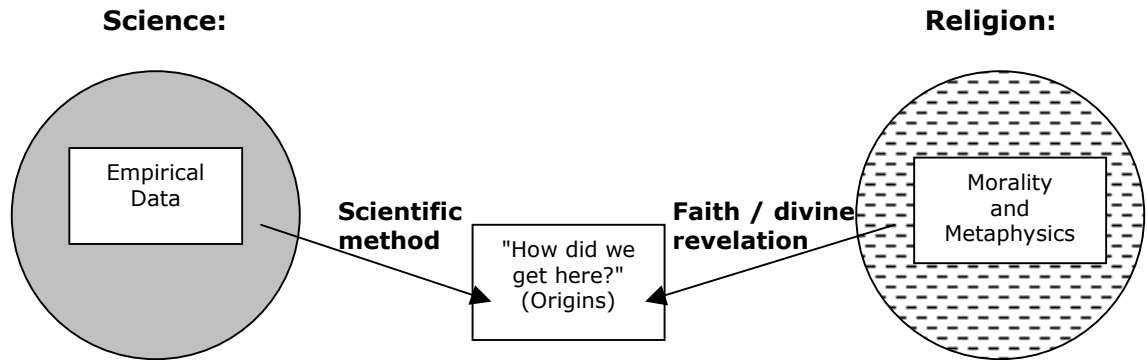 Science:
Religion:
Empirical
Data
Scientific
method
"How did we
get here?"
(Origins)
Faith / divine
revelation
Morality
and
Metaphysics